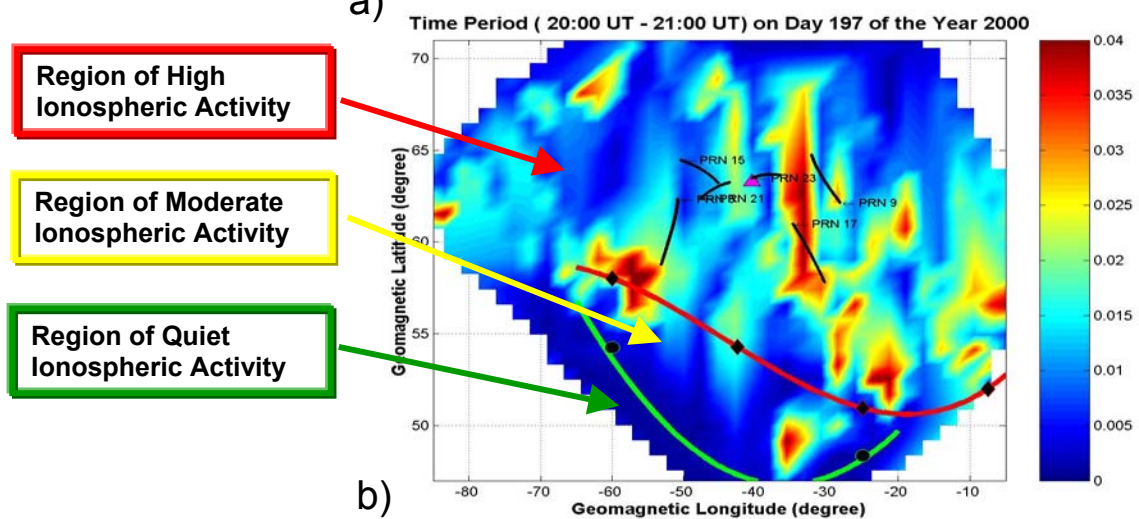 a)
Time Period ( 20:00 UT - 21:00 UT) on Day 197 of the Year 2000
Region of High
Ionospheric Activity
Region of Moderate
Ionospheric Activity
Region of Quiet
Ionospheric Activity
Geomagnetic Latitude (degree)
70
65
60
55
50
PRN 15
PRN 23
PRN 21
PRN 9
PRN 17
-80
-70
-60
-50
-40
-30
-20
-10
Geomagnetic Longitude (degree)
0.04
0.035
0.03
0.025
0.02
0.015
0.01
0.005
0
b)